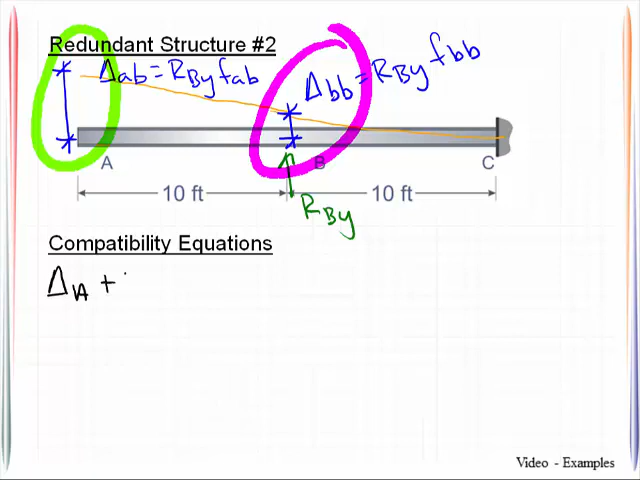 Redundant Structure #2
Δab = RBy fab
Δbb = RBy fbb
A B C
10 ft 10 ft
RBy
Compatibility Equations
ΔA +
Video - Examples